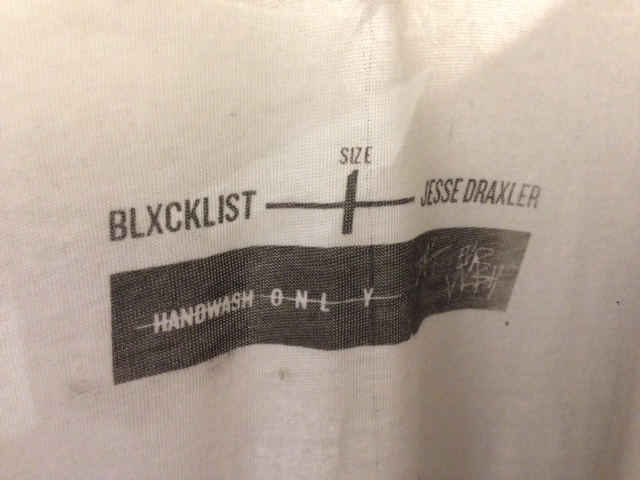 SIZE
BLXCKLIST JESSE DRAXLER
HANDWASH ONLY